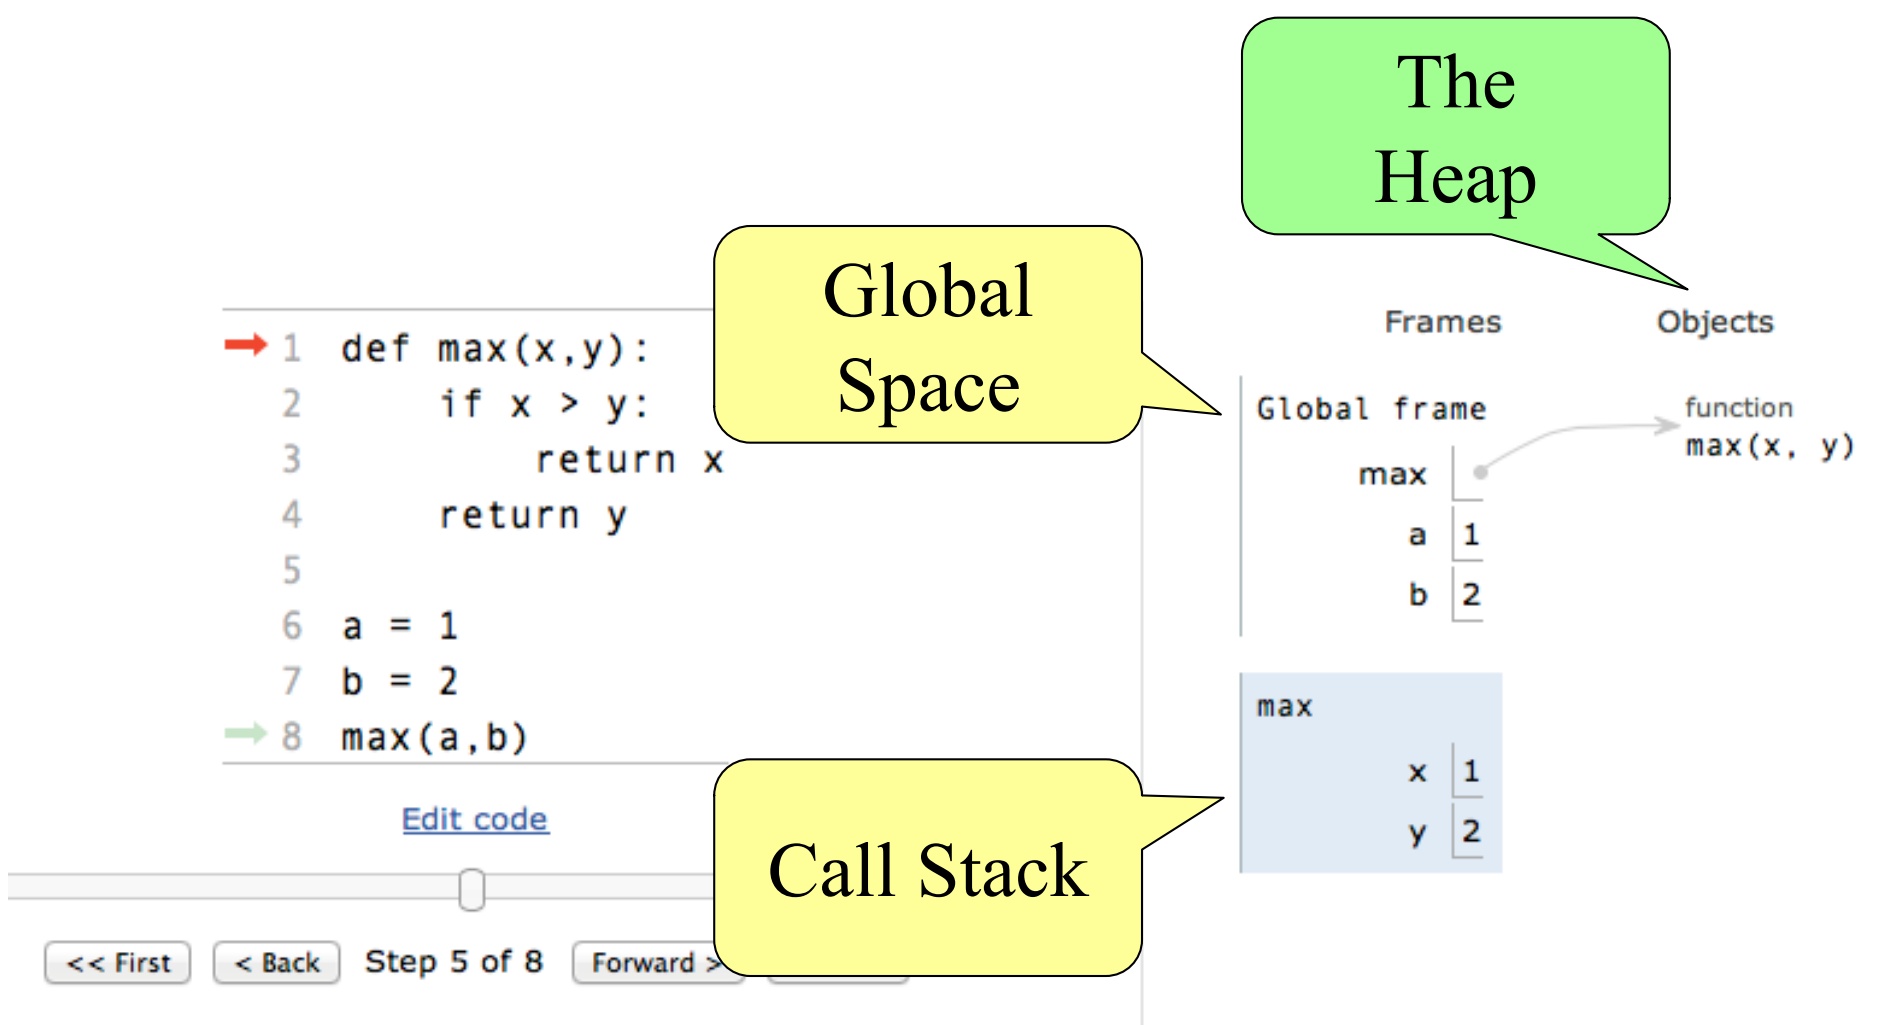 The
Heap
Global
Space
1 def max(x,y):
2 if x > y:
3 return x
4 return y
5
6 a = 1
7 b = 2
8 max(a,b)
Edit code
<< First < Back Step 5 of 8 Forward >
Call Stack
Frames Objects
Global frame
function
max(x, y)
max
a 1
b 2
max
x 1
y 2